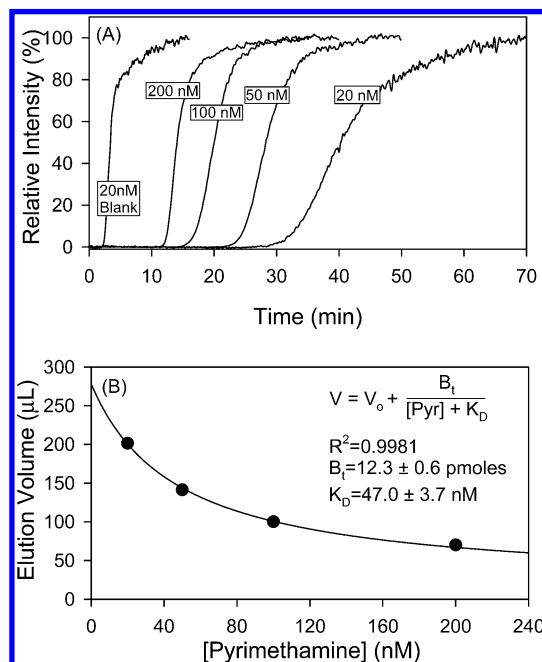 (A)
100
80
60
40
20
0
Relative Intensity (%)
200 nM
100 nM
50 nM
20 nM
20nM
Blank
0 10 20 30 40 50 60 70
Time (min)
(B)
300
250
200
150
100
50
0
Elution Volume (μL)
V = Vo + Bt / [Pyr] + KD
R2=0.9981
Bt=12.3 ± 0.6 pmoles
KD=47.0 ± 3.7 nM
0 40 80 120 160 200 240
[Pyrimethamine] (nM)